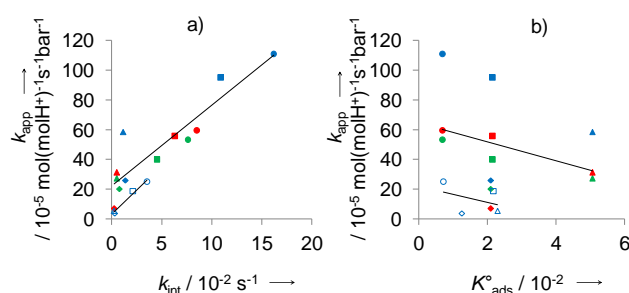 a)
k_app ⟶
/ 10⁻⁵ mol(molH⁺)⁻¹s⁻¹bar⁻¹
120
100
80
60
40
20
0
0 5 10 15 20
k_int / 10⁻² s⁻¹ ⟶
b)
k_app ⟶
/ 10⁻⁵ mol(molH⁺)⁻¹s⁻¹bar⁻¹
120
100
80
60
40
20
0
0 2 4 6
K°_ads / 10⁻² ⟶